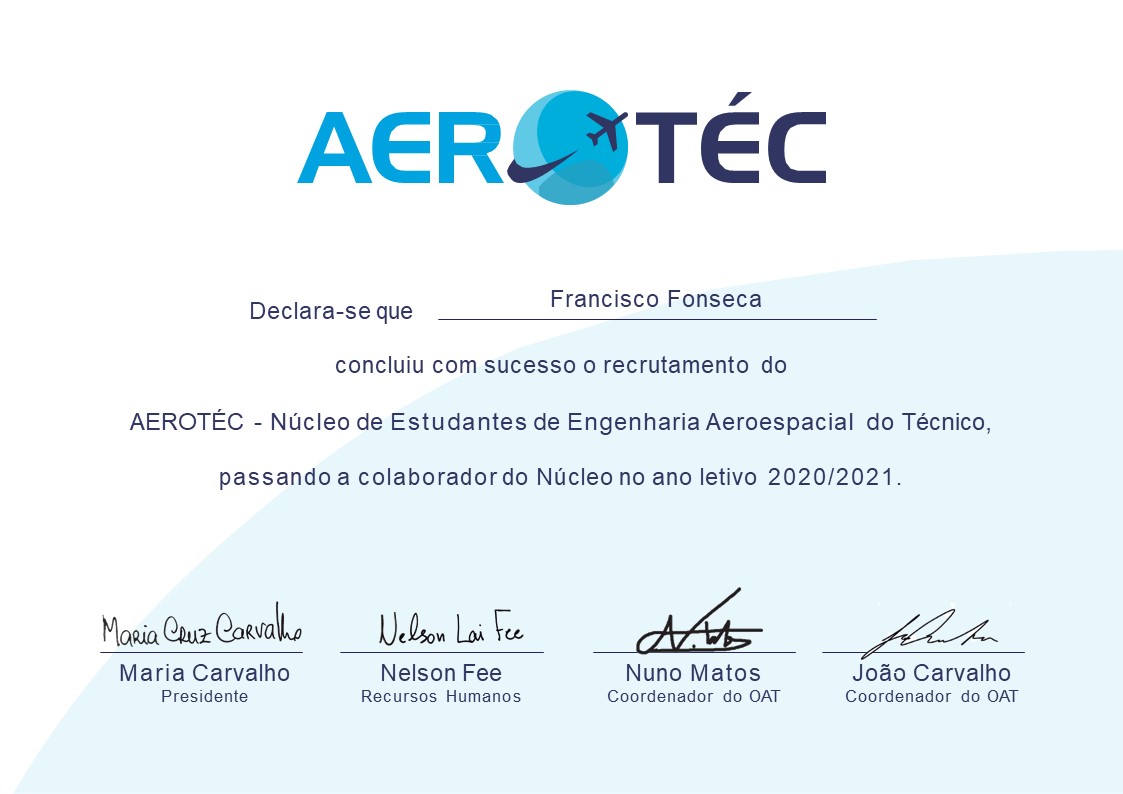 AEROTÉC
Declara-se que Francisco Fonseca
concluiu com sucesso o recrutamento do
AEROTÉC - Núcleo de Estudantes de Engenharia Aeroespacial do Técnico,
passando a colaborador do Núcleo no ano letivo 2020/2021.
Maria Cruz Carvalho Nelson Lai Fee N. Matos
Maria Carvalho Nelson Fee Nuno Matos João Carvalho
Presidente Recursos Humanos Coordenador do OAT Coordenador do OAT